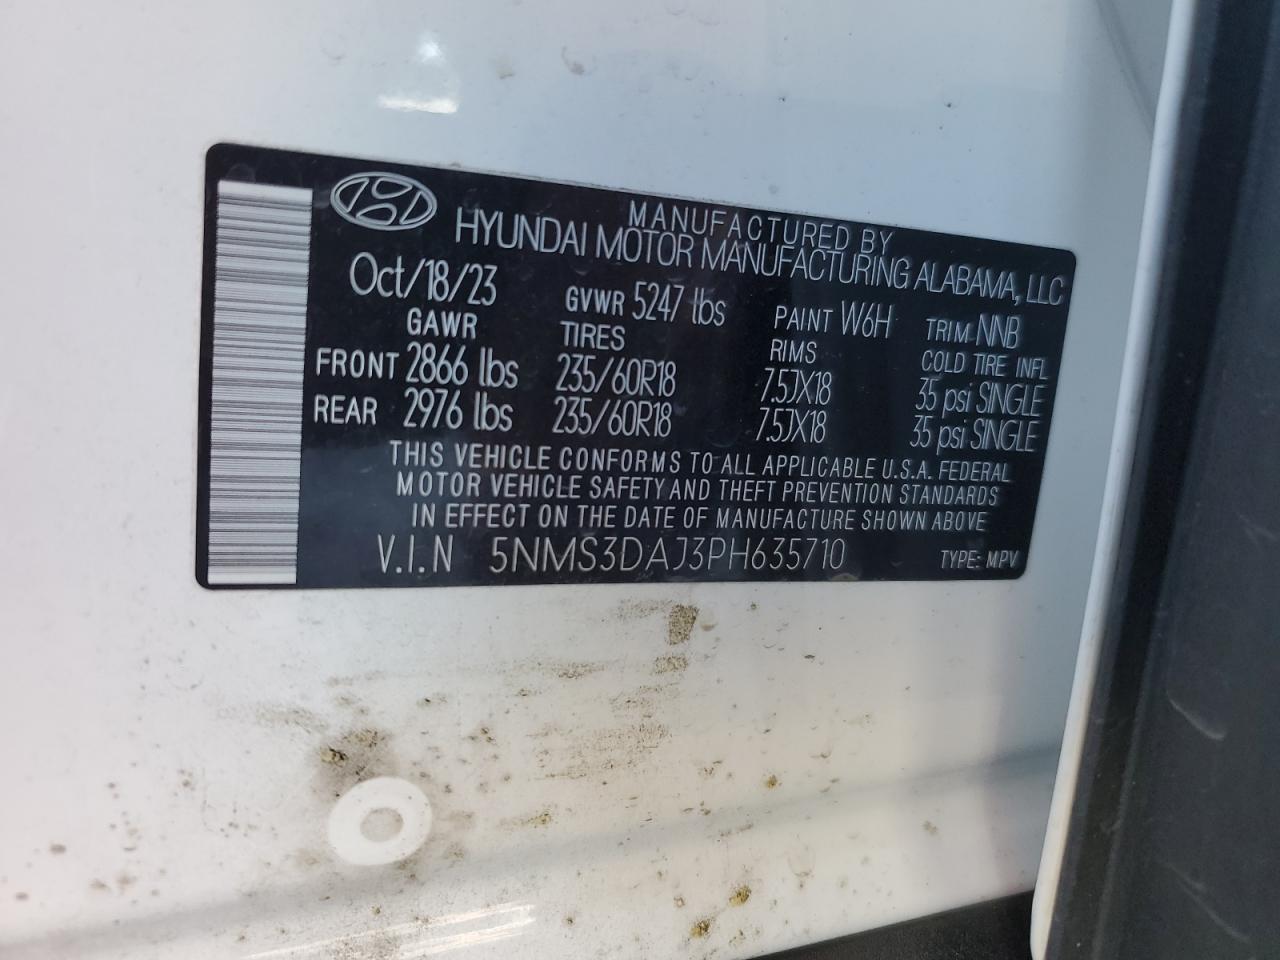 MANUFACTURED BY
HYUNDAI MOTOR MANUFACTURING ALABAMA, LLC
Oct/18/23 GVWR 5247 lbs PAINT W6H TRIM NNB
GAWR TIRES RIMS COLD TIRE INFL
FRONT 2866 lbs 235/60R18 7.5JX18 35 psi SINGLE
REAR 2976 lbs 235/60R18 7.5JX18 35 psi SINGLE
THIS VEHICLE CONFORMS TO ALL APPLICABLE U.S.A. FEDERAL
MOTOR VEHICLE SAFETY AND THEFT PREVENTION STANDARDS
IN EFFECT ON THE DATE OF MANUFACTURE SHOWN ABOVE
V.I.N 5NMS3DAJ3PH635710 TYPE: MPV